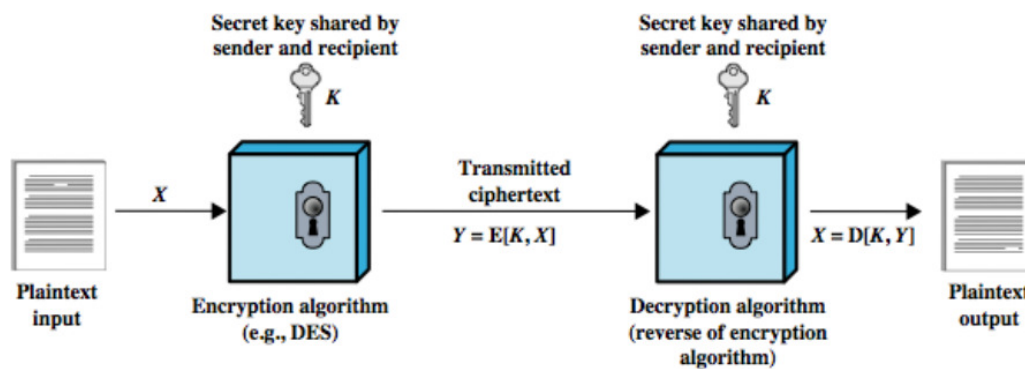 Secret key shared by
sender and recipient
K
Secret key shared by
sender and recipient
K
X
Transmitted
ciphertext
Y = E[K, X]
X = D[K, Y]
Plaintext
input
Encryption algorithm
(e.g., DES)
Decryption algorithm
(reverse of encryption
algorithm)
Plaintext
output